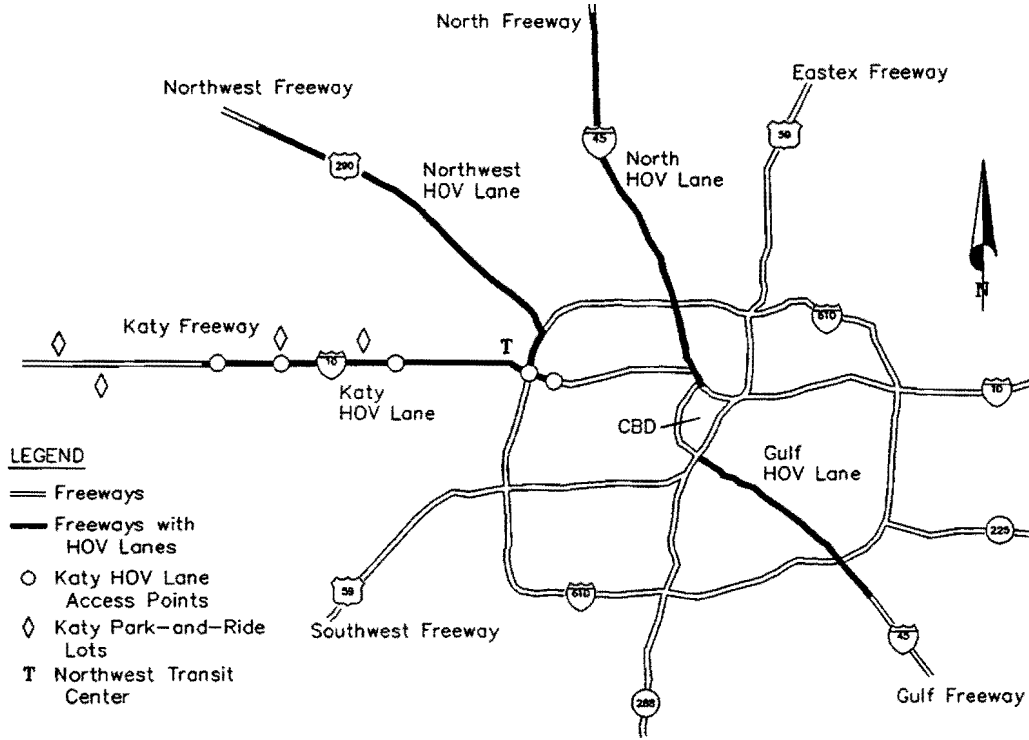 North Freeway
Eastex Freeway
Northwest Freeway
45
59
290
Northwest
HOV Lane
North
HOV Lane
N
610
Katy Freeway
T
10
Katy
HOV Lane
10
CBD
Gulf
HOV Lane
LEGEND
Freeways
Freeways with
HOV Lanes
Katy HOV Lane
Access Points
Katy Park-and-Ride
Lots
T Northwest Transit
Center
225
59
610
Southwest Freeway
45
288
Gulf Freeway